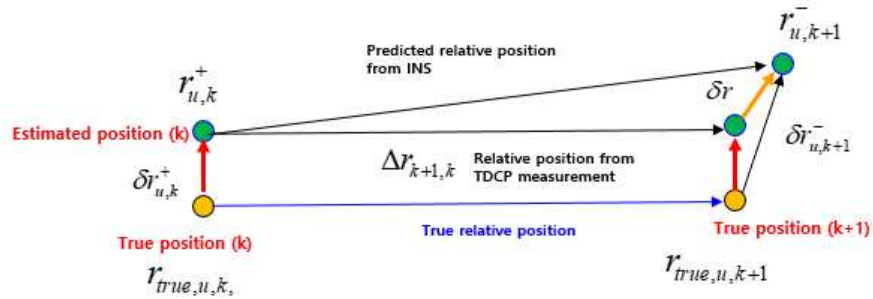 r⁻u,k+1
Predicted relative position
from INS
r⁺u,k
δr
Estimated position (k)
δr⁻u,k+1
Δrk+1,k
Relative position from
TDCP measurement
δr⁺u,k
True position (k)
True relative position
True position (k+1)
rtrue,u,k,
rtrue,u,k+1